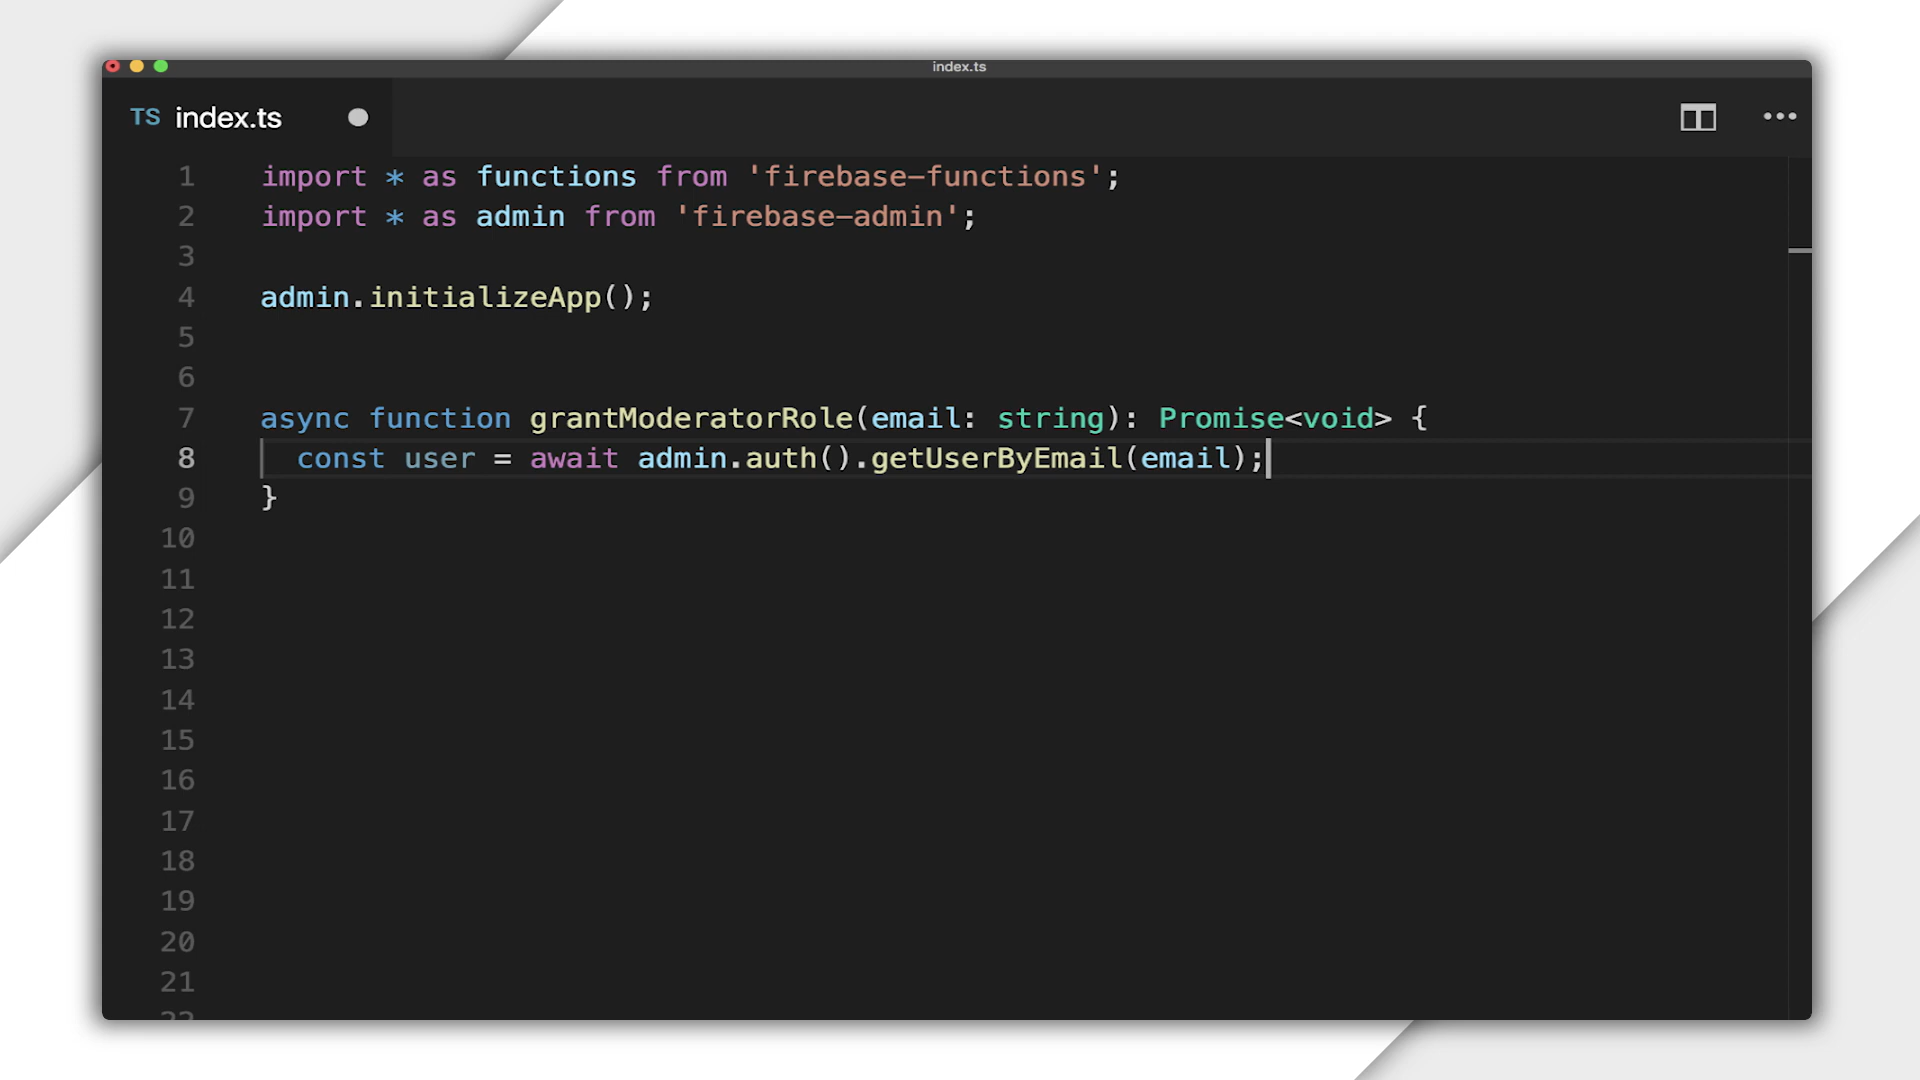 index.ts
TS index.ts
1 import * as functions from 'firebase-functions';
2 import * as admin from 'firebase-admin';
3
4 admin.initializeApp();
5
6
7 async function grantModeratorRole(email: string): Promise<void> {
8 const user = await admin.auth().getUserByEmail(email);
9 }
10
11
12
13
14
15
16
17
18
19
20
21
22